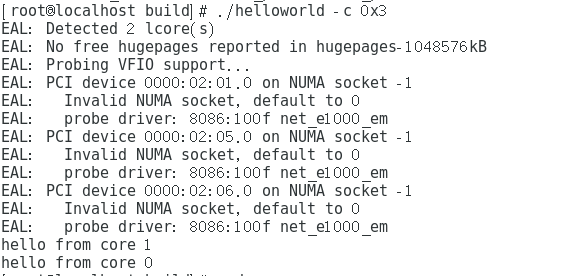 [root@localhost build]# ./helloworld -c 0x3
EAL: Detected 2 lcore(s)
EAL: No free hugepages reported in hugepages-1048576kB
EAL: Probing VFIO support...
EAL: PCI device 0000:02:01.0 on NUMA socket -1
EAL:   Invalid NUMA socket, default to 0
EAL:   probe driver: 8086:100f net_e1000_em
EAL: PCI device 0000:02:05.0 on NUMA socket -1
EAL:   Invalid NUMA socket, default to 0
EAL:   probe driver: 8086:100f net_e1000_em
EAL: PCI device 0000:02:06.0 on NUMA socket -1
EAL:   Invalid NUMA socket, default to 0
EAL:   probe driver: 8086:100f net_e1000_em
hello from core 1
hello from core 0